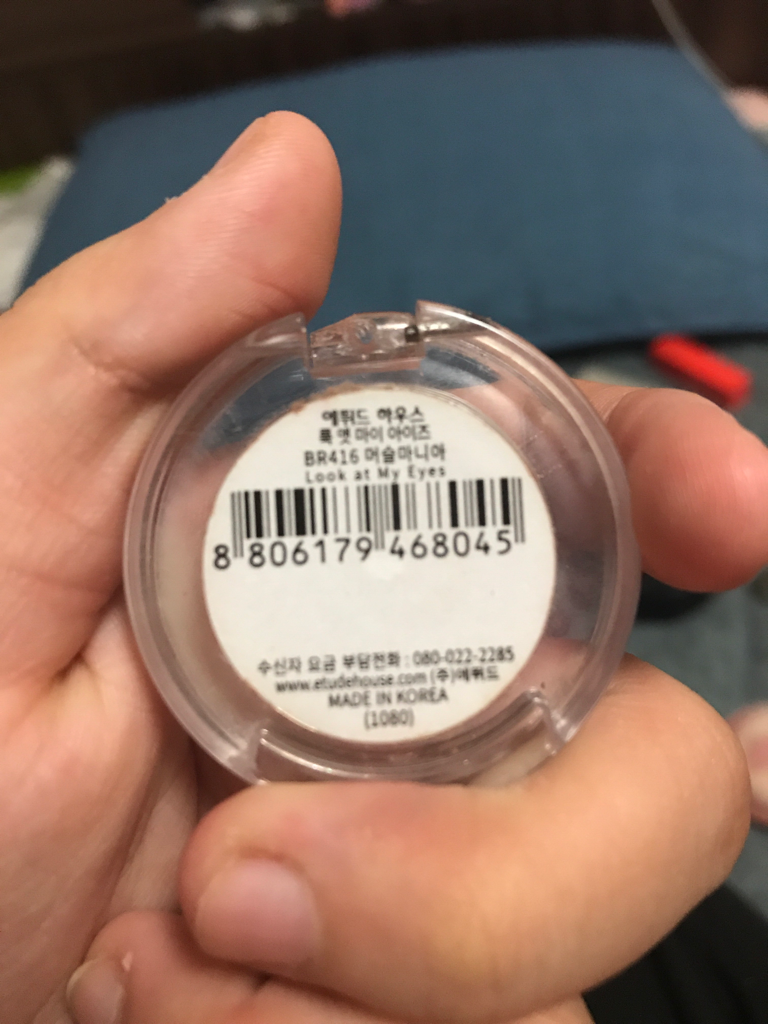 에뛰드 하우스
룩 앳 마이 아이즈
BR416 머슬마니아
Look at My Eyes
8 806179 468045
수신자 요금 부담전화 : 080-022-2285
www.etudehouse.com (주)에뛰드
MADE IN KOREA
(1080)